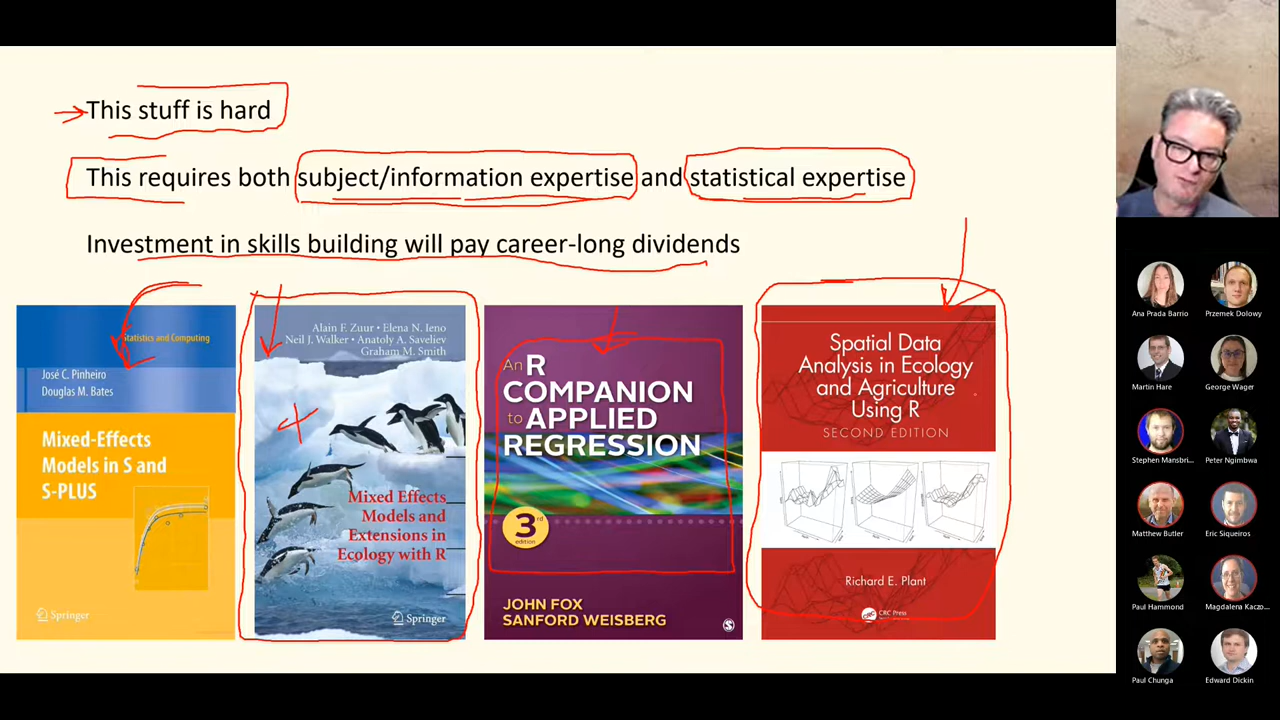 This stuff is hard
This requires both subject/information expertise and statistical expertise
Investment in skills building will pay career-long dividends
Statistics and Computing
José C. Pinheiro
Douglas M. Bates
Mixed-Effects
Models in S and
S-PLUS
Springer
Alain F. Zuur • Elena N. Ieno
Neil J. Walker • Anatoly A. Saveliev
Graham M. Smith
Mixed Effects
Models and
Extensions in
Ecology with R
Springer
An R
COMPANION
to APPLIED
REGRESSION
3rd
edition
JOHN FOX
SANFORD WEISBERG
S
Spatial Data
Analysis in Ecology
and Agriculture
Using R
SECOND EDITION
Richard E. Plant
CRC
CRC Press
Ana Prada Barrio
Przemek Dolowy
Martin Hare
George Wager
Stephen Mansbri...
Peter Ngimbwa
Matthew Butler
Eric Siqueiros
Paul Hammond
Magdalena Kaczo...
Paul Chunga
Edward Dickin